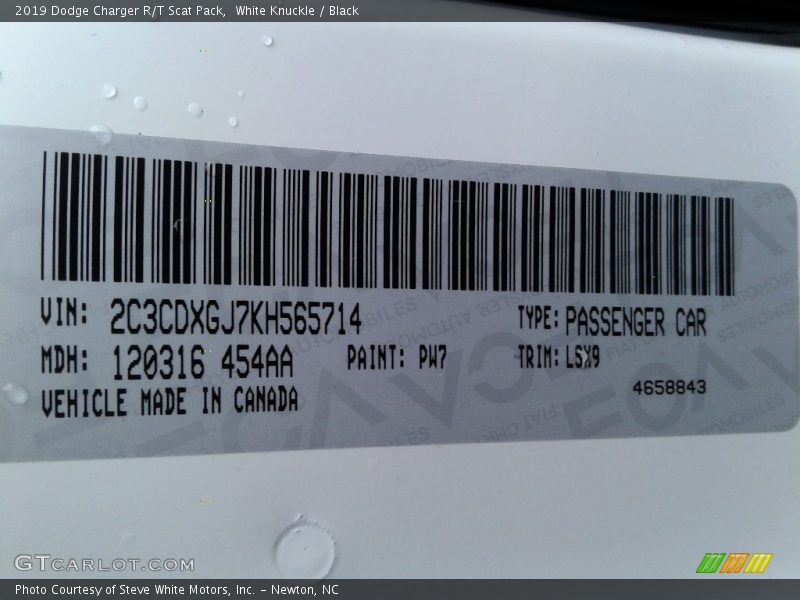 2019 Dodge Charger R/T Scat Pack, White Knuckle / Black
VIN: 2C3CDXGJ7KH565714 TYPE: PASSENGER CAR
MDH: 120316 454AA PAINT: PW7 TRIM: LSX9
VEHICLE MADE IN CANADA 4658843
GTCARLOT.COM
Photo Courtesy of Steve White Motors, Inc. – Newton, NC